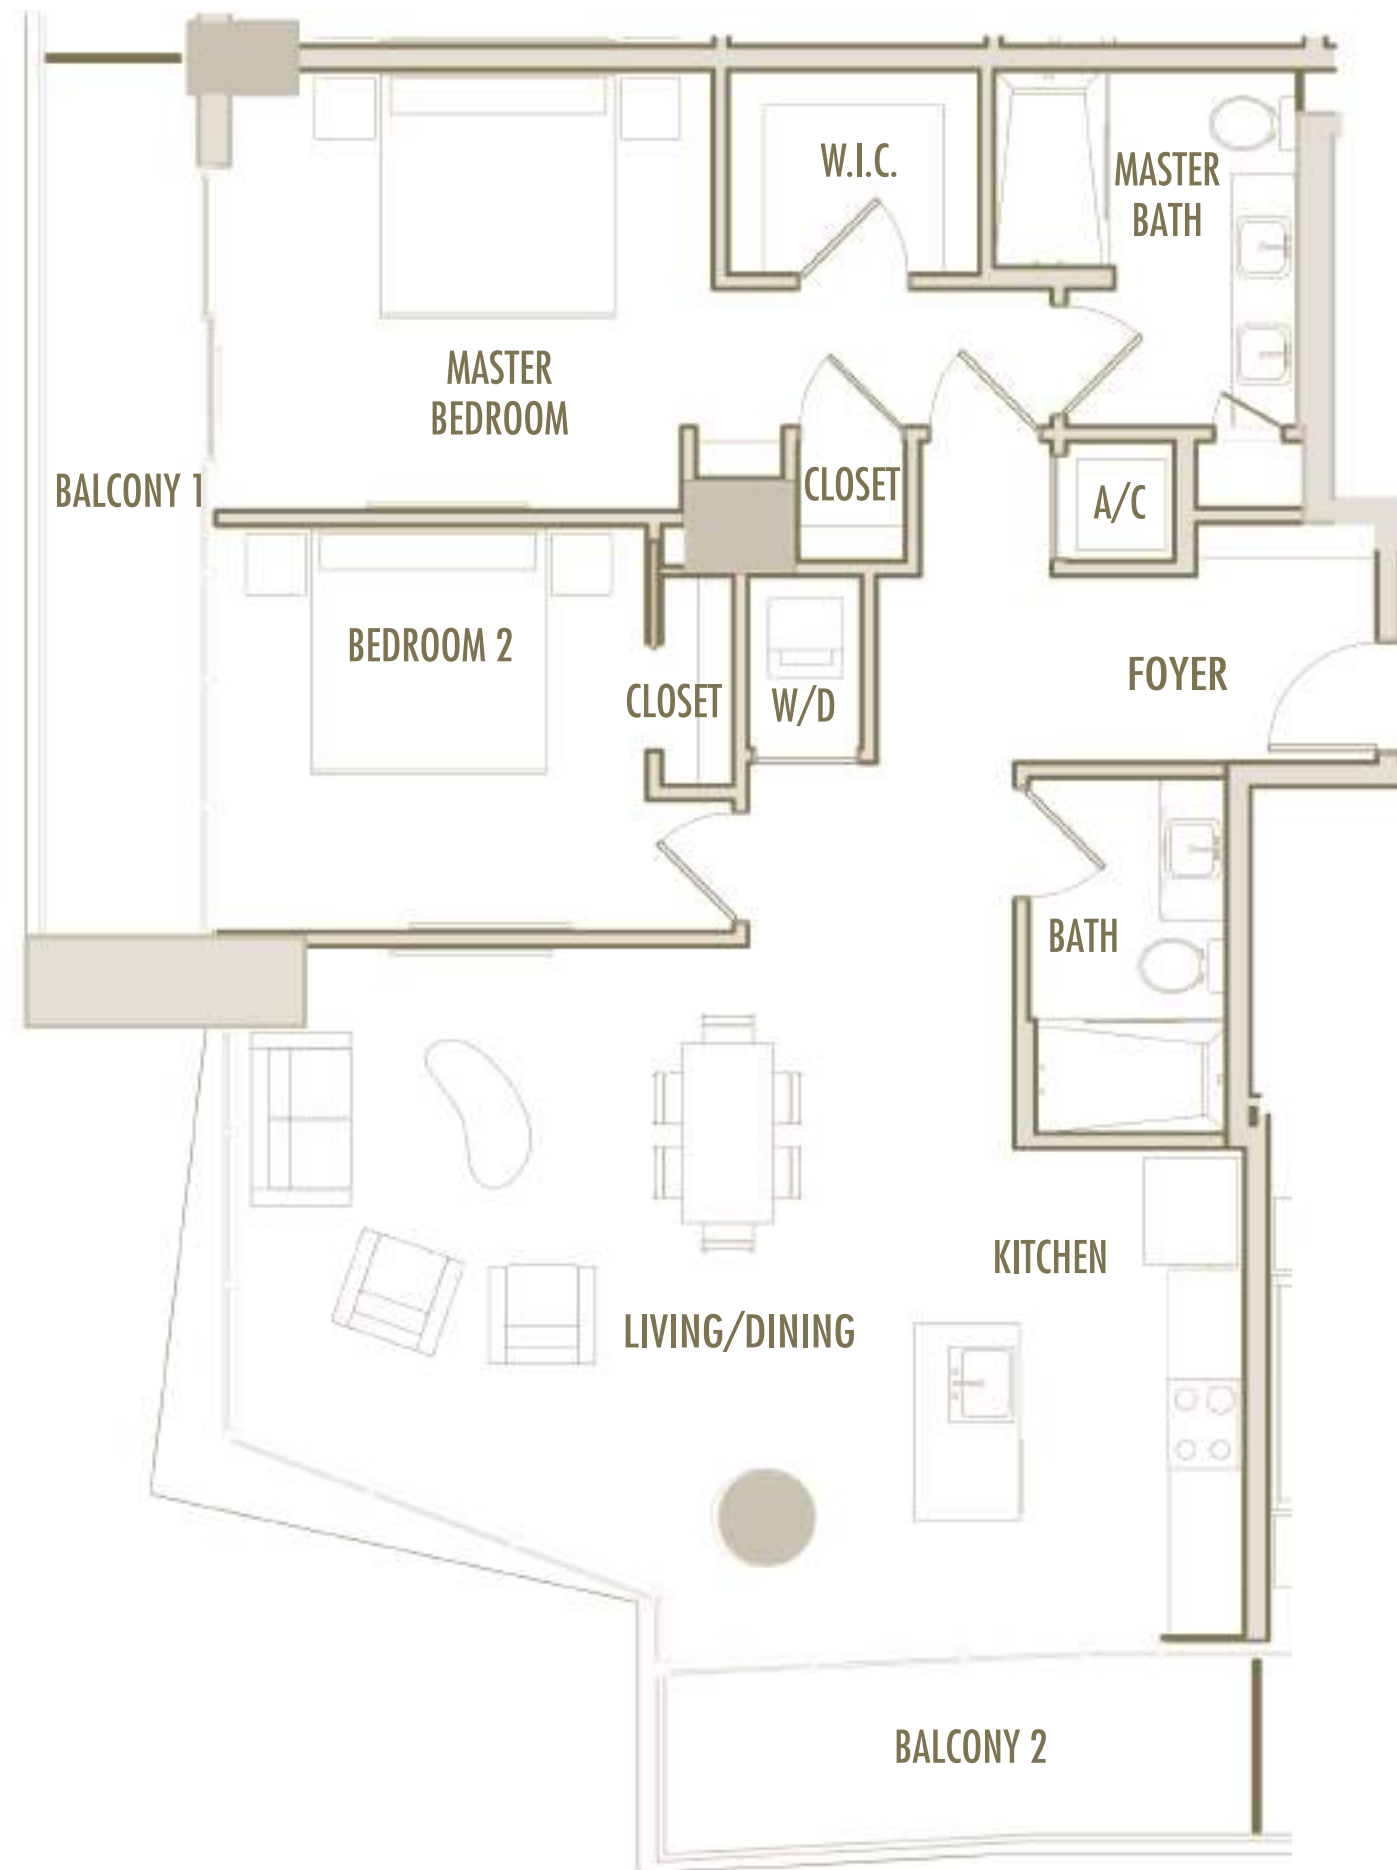 W.I.C.
MASTER
BATH
MASTER
BEDROOM
BALCONY 1
CLOSET
A/C
BEDROOM 2
FOYER
CLOSET
W/D
BATH
KITCHEN
LIVING/DINING
BALCONY 2